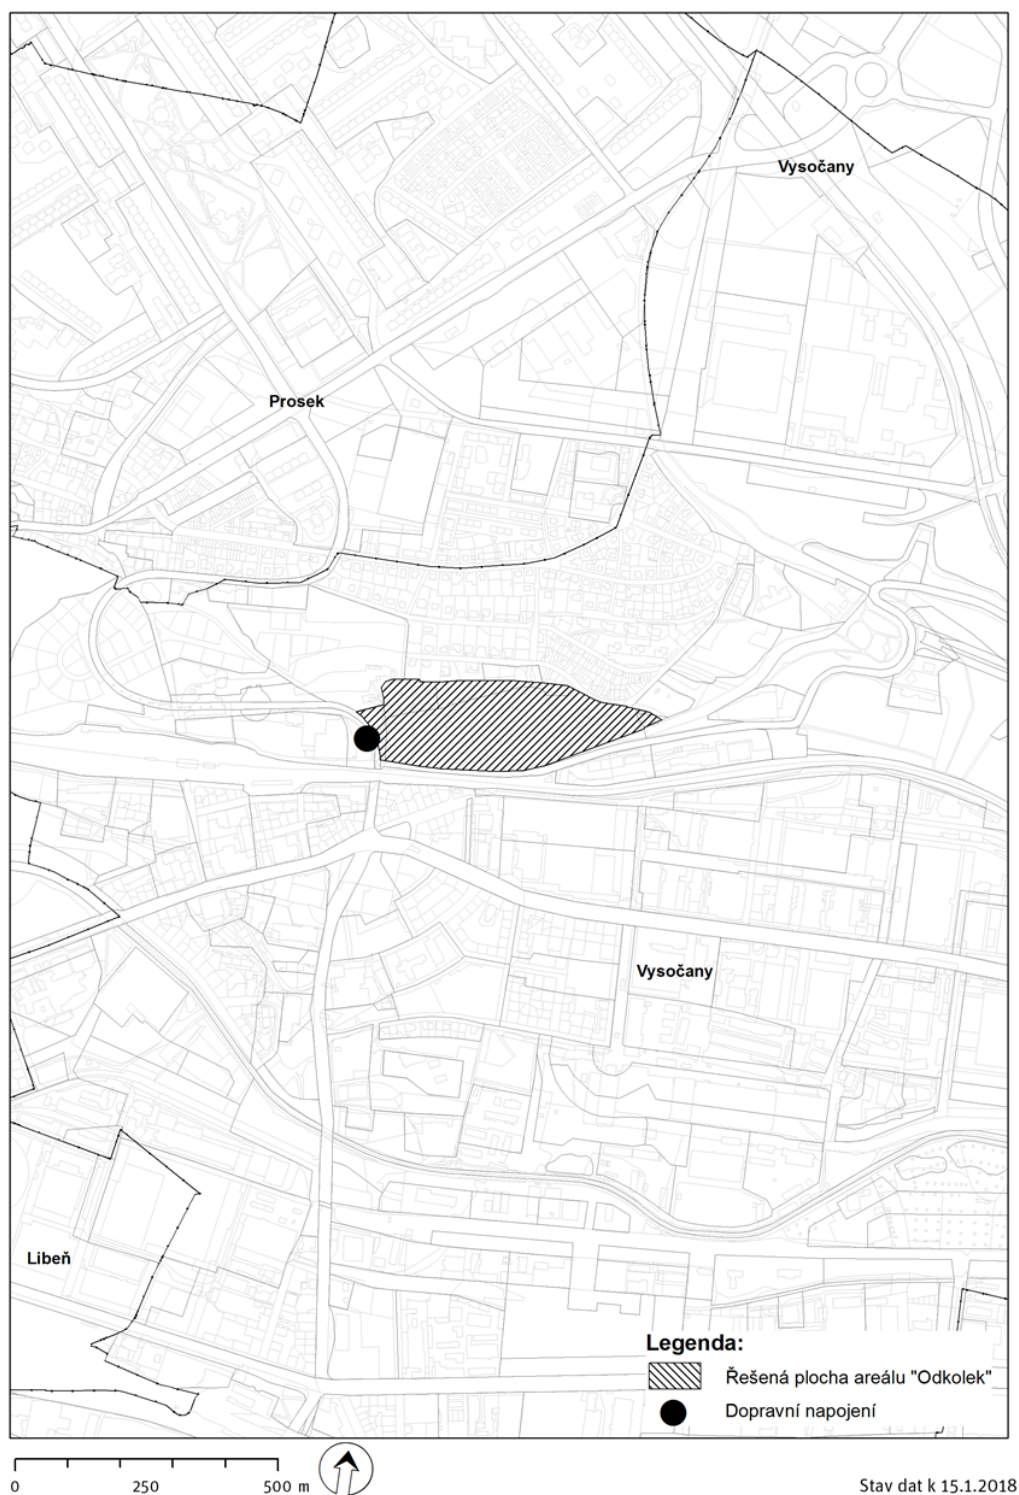 Vysočany
Prosek
Vysočany
Libeň
Legenda:
Řešená plocha areálu "Odkolek"
Dopravní napojení
0 250 500 m
Stav dat k 15.1.2018